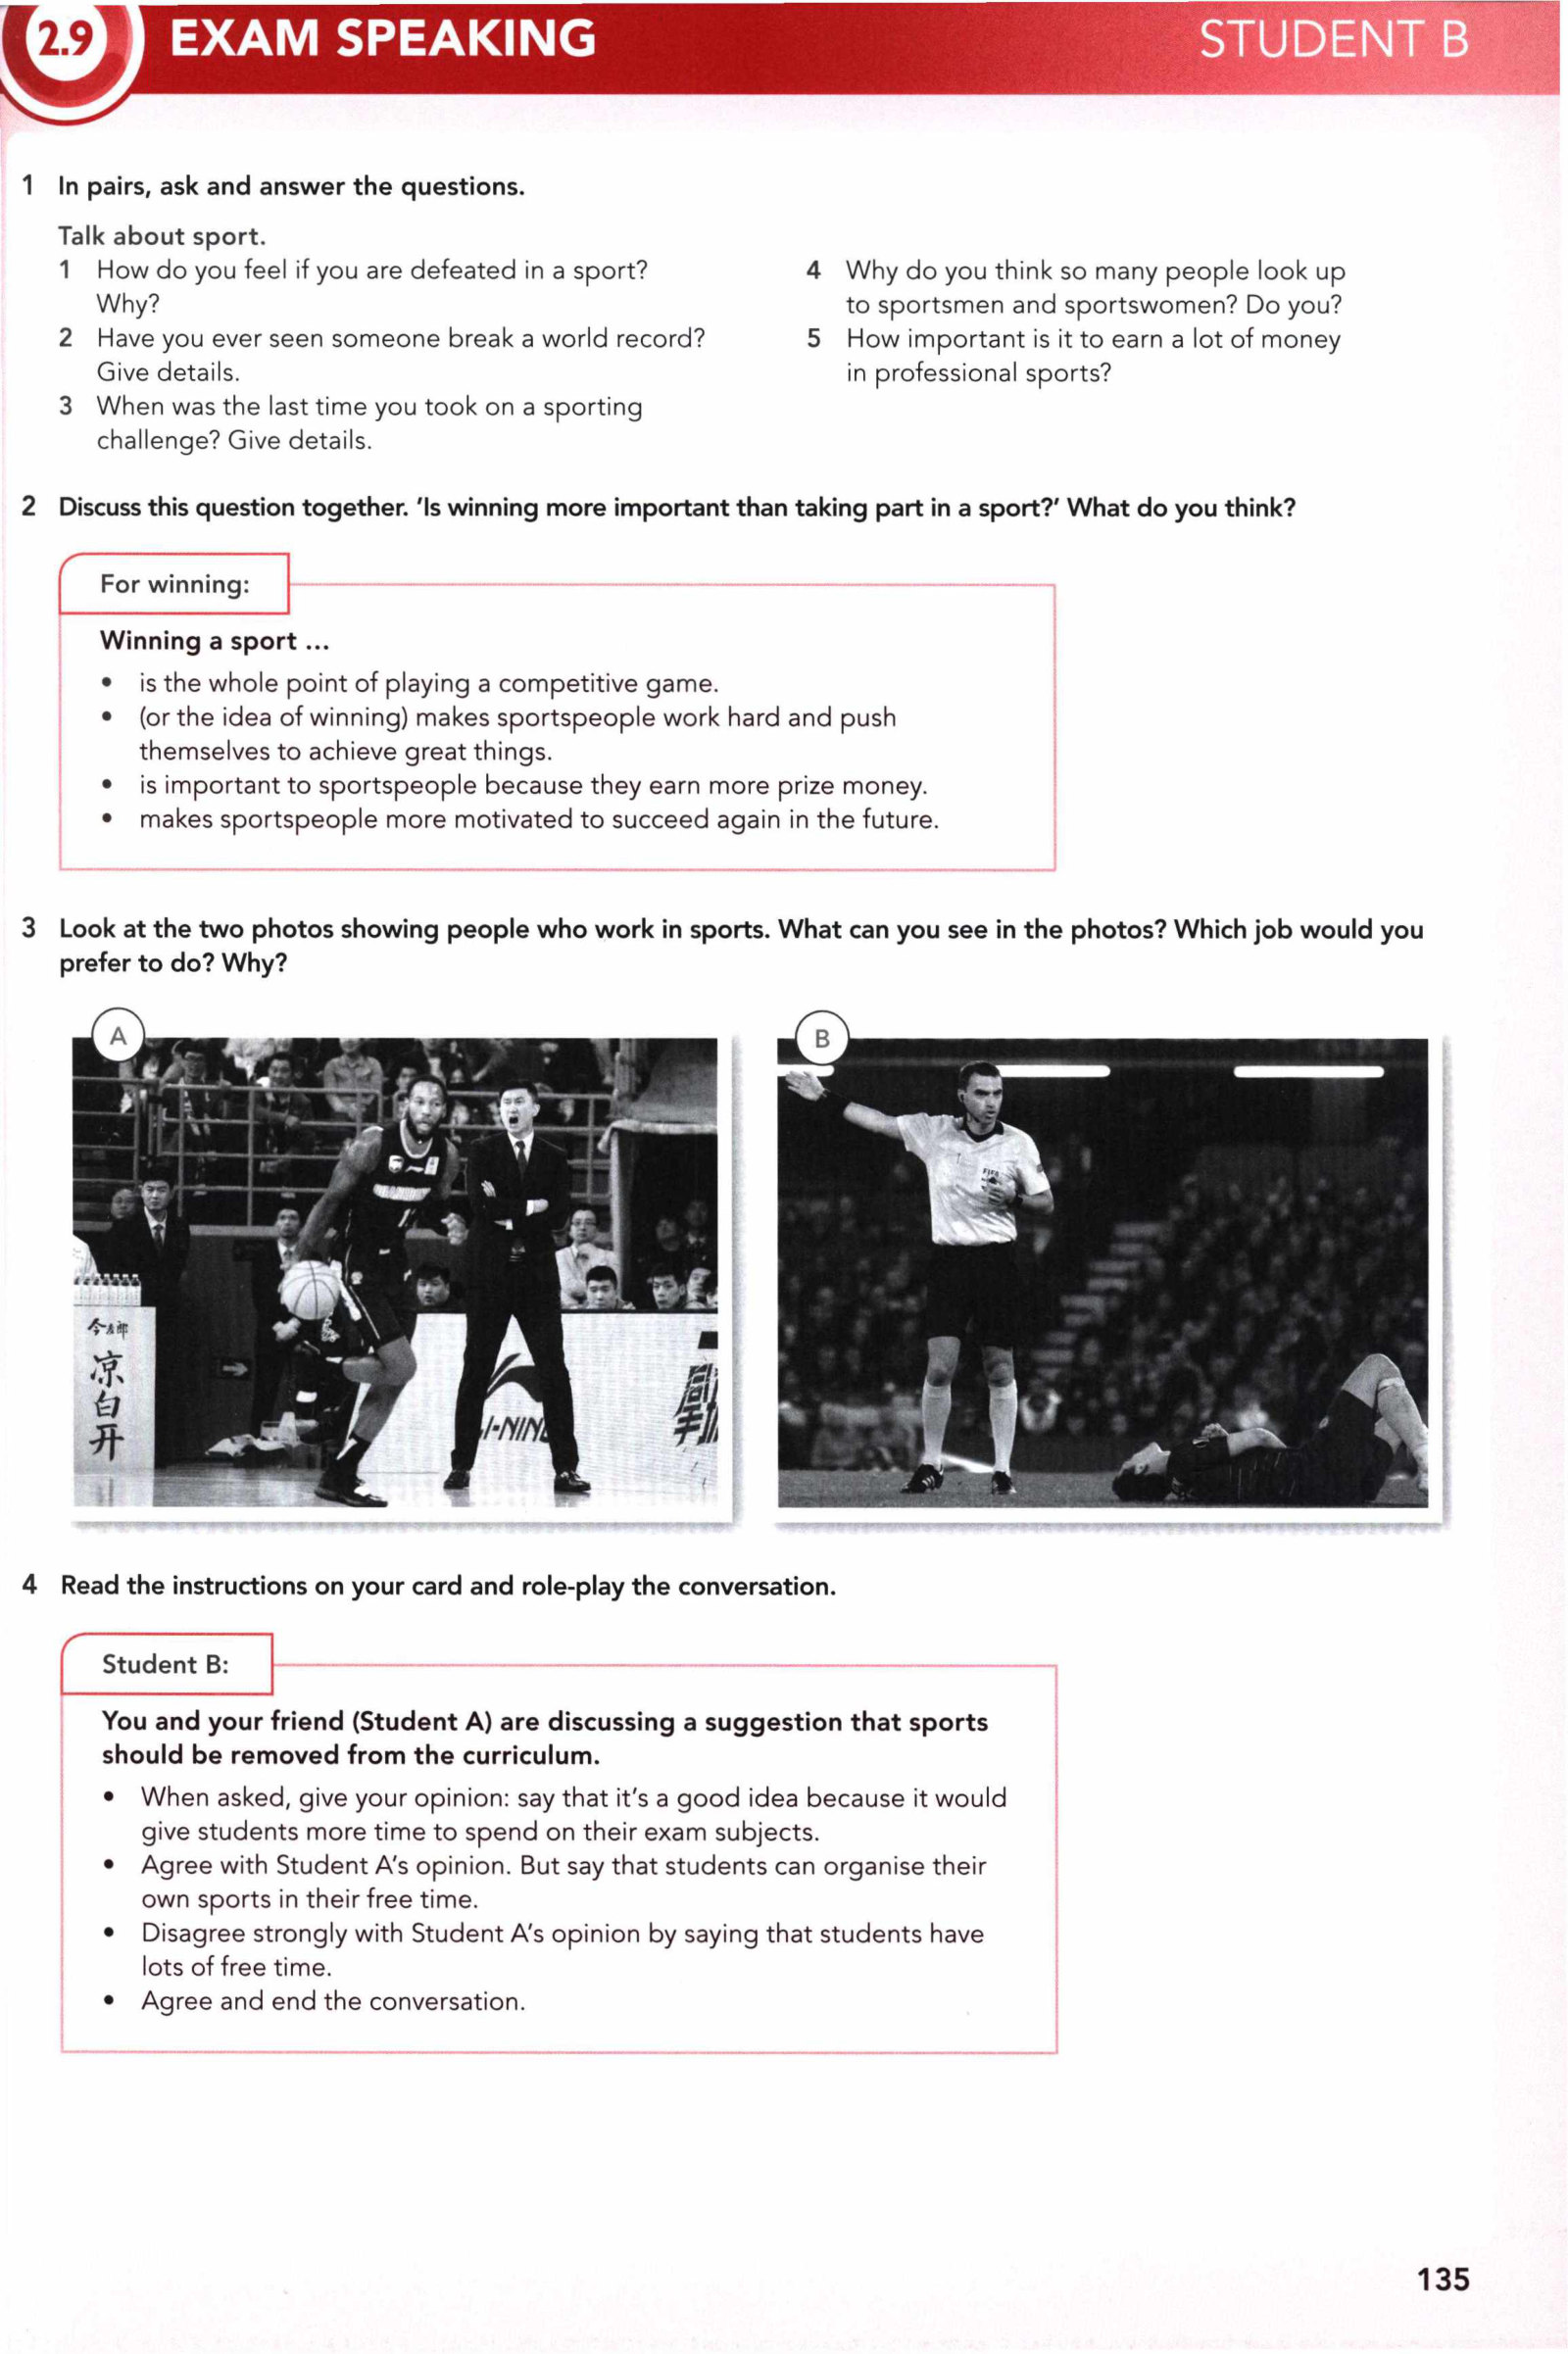 2.9 EXAM SPEAKING STUDENT B
1 In pairs, ask and answer the questions.
Talk about sport.
1 How do you feel if you are defeated in a sport?
Why?
2 Have you ever seen someone break a world record?
Give details.
3 When was the last time you took on a sporting
challenge? Give details.
4 Why do you think so many people look up
to sportsmen and sportswomen? Do you?
5 How important is it to earn a lot of money
in professional sports?
2 Discuss this question together. 'Is winning more important than taking part in a sport?' What do you think?
For winning:
Winning a sport ...
• is the whole point of playing a competitive game.
• (or the idea of winning) makes sportspeople work hard and push
themselves to achieve great things.
• is important to sportspeople because they earn more prize money.
• makes sportspeople more motivated to succeed again in the future.
3 Look at the two photos showing people who work in sports. What can you see in the photos? Which job would you
prefer to do? Why?
A
B
FIFA
凉白开
LI-NING
4 Read the instructions on your card and role-play the conversation.
Student B:
You and your friend (Student A) are discussing a suggestion that sports
should be removed from the curriculum.
• When asked, give your opinion: say that it's a good idea because it would
give students more time to spend on their exam subjects.
• Agree with Student A's opinion. But say that students can organise their
own sports in their free time.
• Disagree strongly with Student A's opinion by saying that students have
lots of free time.
• Agree and end the conversation.
135